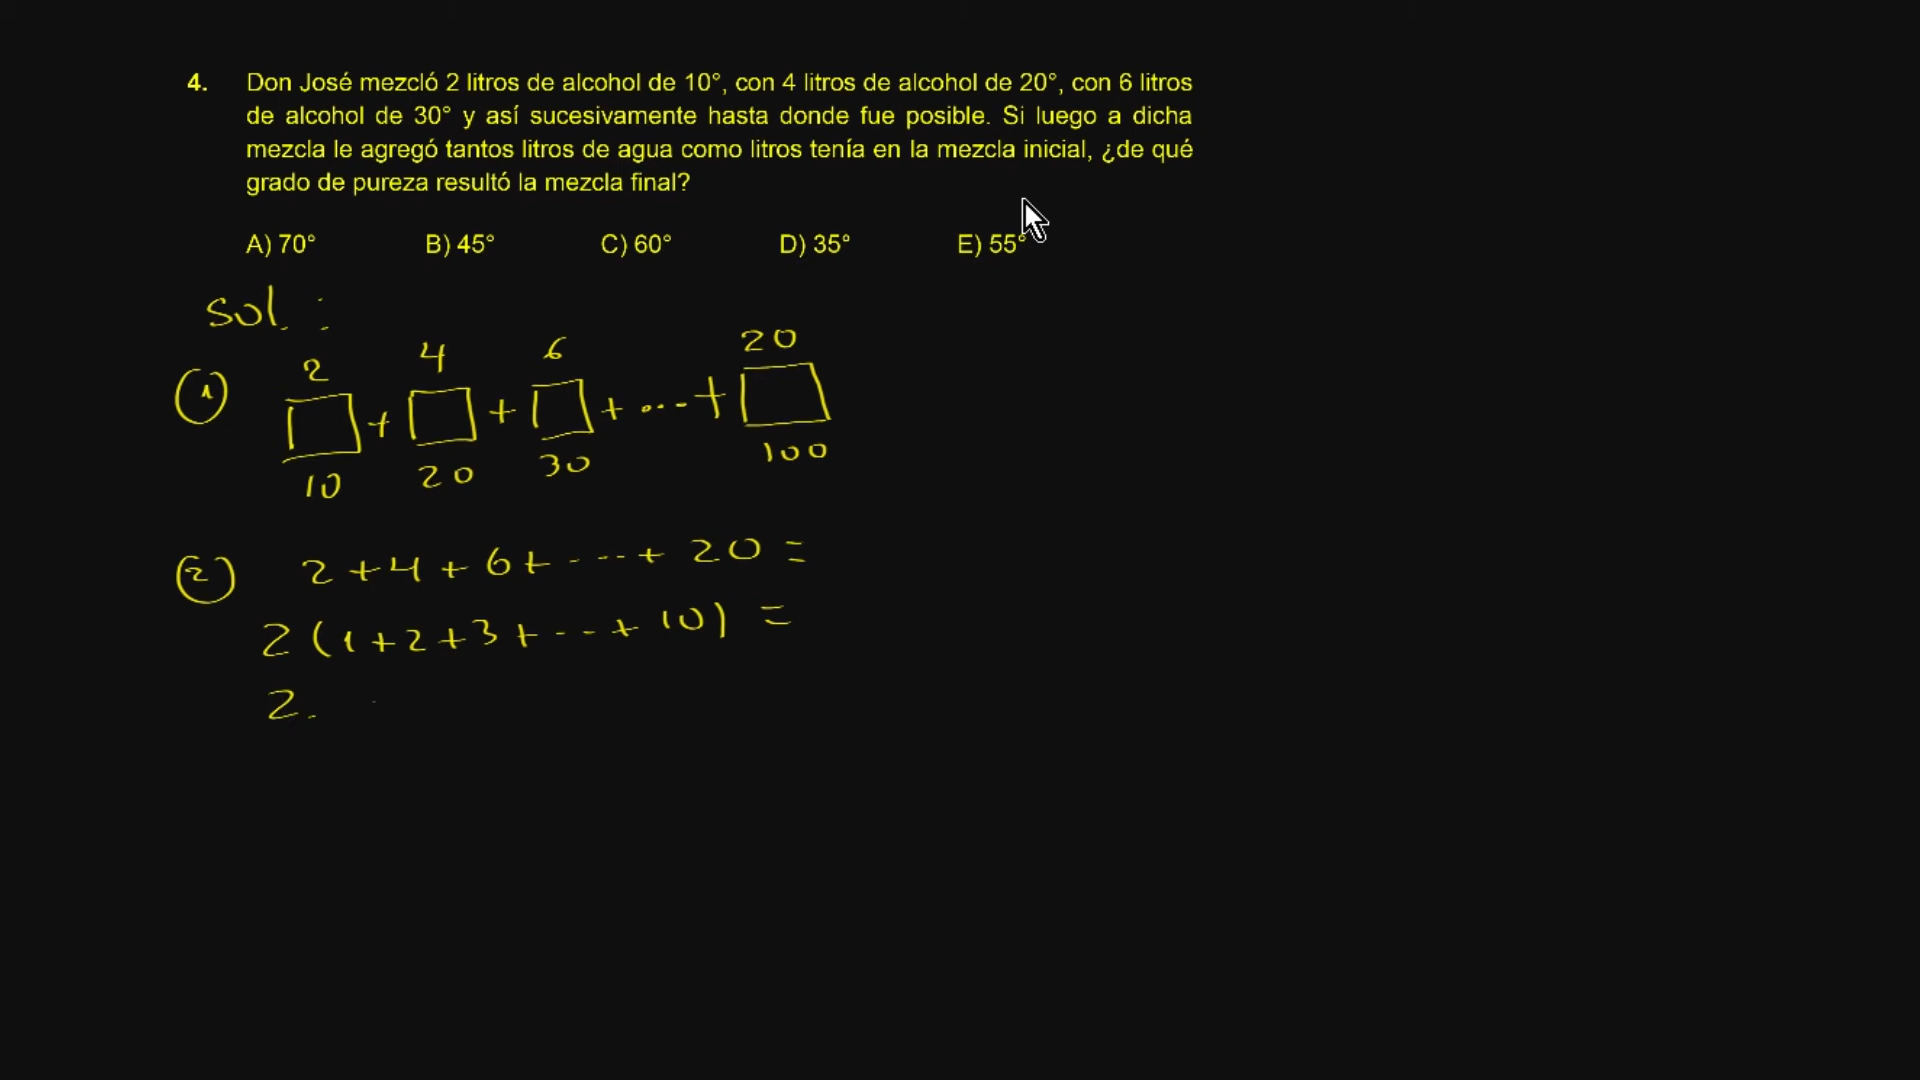 4. Don José mezcló 2 litros de alcohol de 10°, con 4 litros de alcohol de 20°, con 6 litros
de alcohol de 30° y así sucesivamente hasta donde fue posible. Si luego a dicha
mezcla le agregó tantos litros de agua como litros tenía en la mezcla inicial, ¿de qué
grado de pureza resultó la mezcla final?
A) 70° B) 45° C) 60° D) 35° E) 55°
Sol. :
2 4 6 20
1 + + + ... +
10 20 30 100
2 2 + 4 + 6 + ... + 20 =
2 (1 + 2 + 3 + ... + 10) =
2.